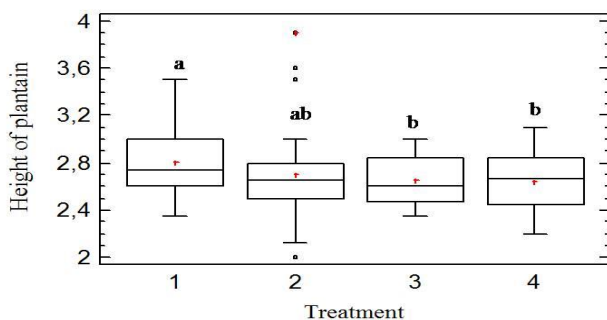 4
3,6
3,2
2,8
2,4
2
Height of plantain
a
ab
b
b
1 2 3 4
Treatment